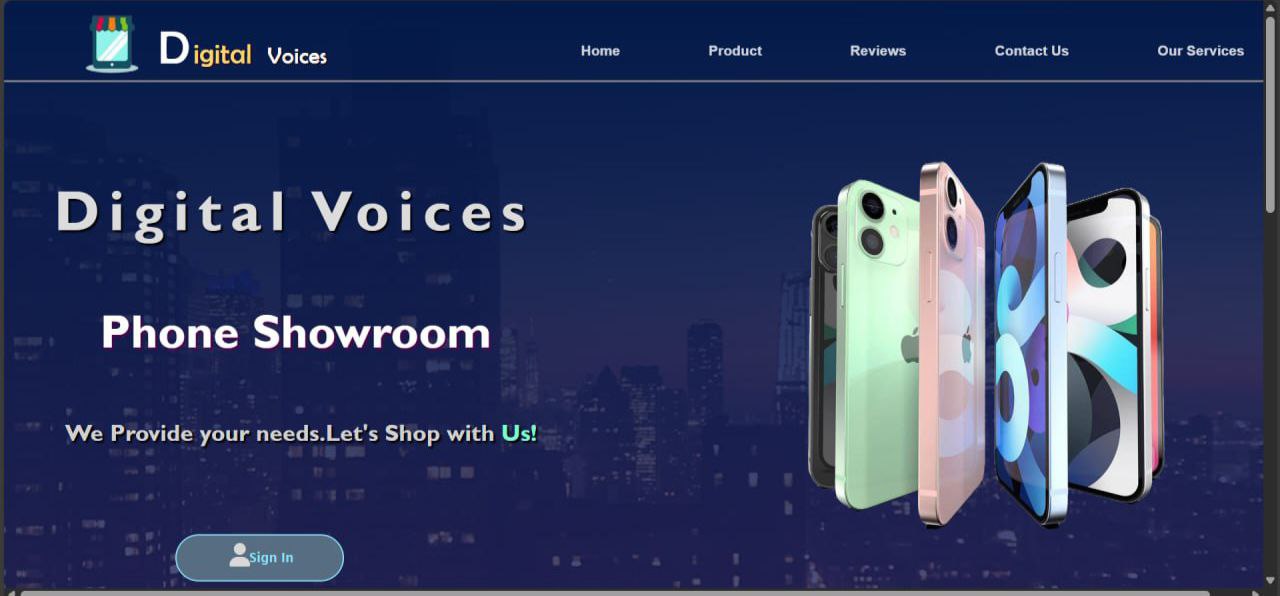 Digital Voices
Home
Product
Reviews
Contact Us
Our Services
Digital Voices
Phone Showroom
We Provide your needs.Let's Shop with Us!
Sign In